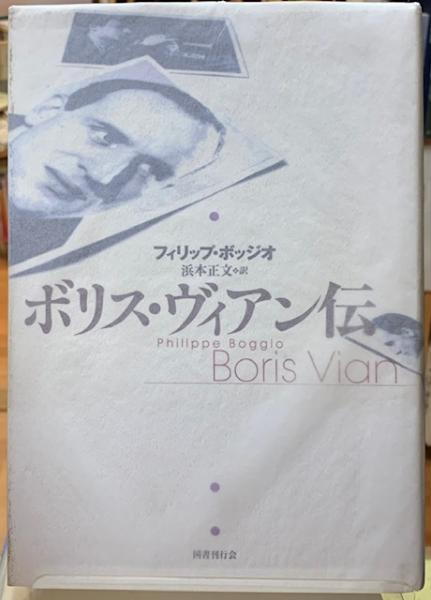 フィリップ・ボッジオ
浜本正文・訳
ボリス・ヴィアン伝
Philippe Boggio
Boris Vian
国書刊行会